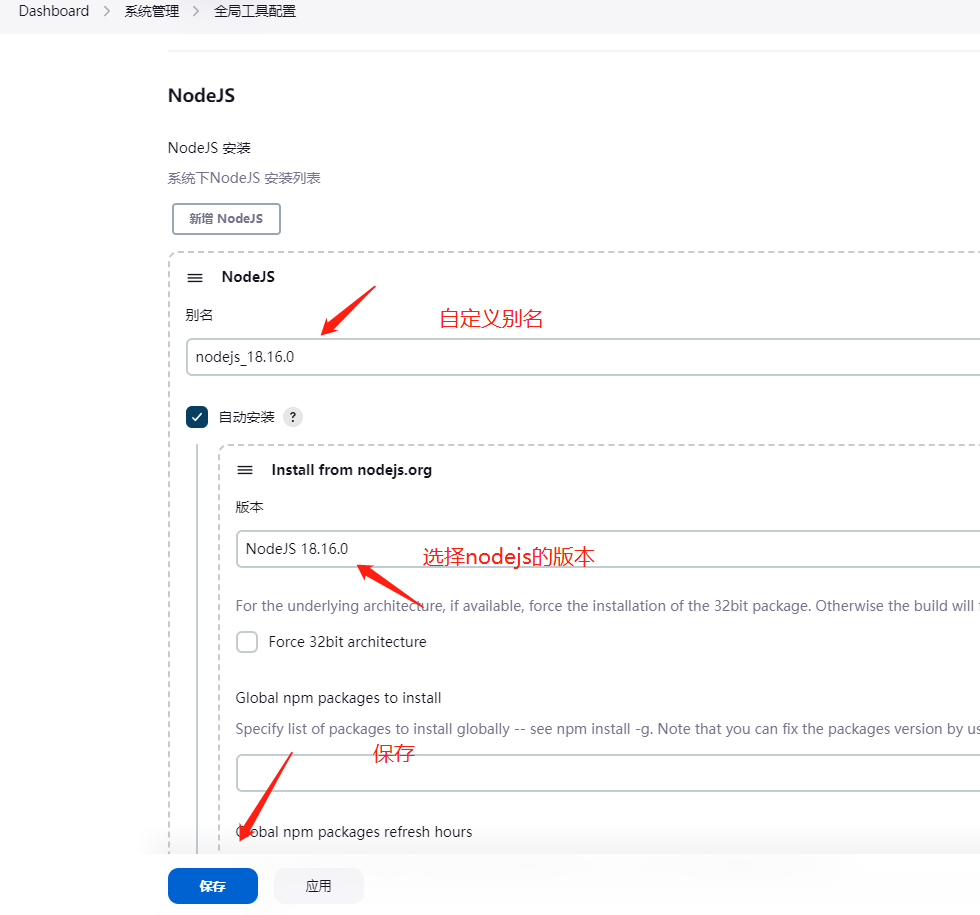 Dashboard > 系统管理 > 全局工具配置
NodeJS
NodeJS 安装
系统下NodeJS 安装列表
新增 NodeJS
NodeJS
别名
自定义别名
nodejs_18.16.0
自动安装 ?
Install from nodejs.org
版本
NodeJS 18.16.0
选择nodejs的版本
For the underlying architecture, if available, force the installation of the 32bit package. Otherwise the build will
Force 32bit architecture
Global npm packages to install
Specify list of packages to install globally -- see npm install -g. Note that you can fix the packages version by us
保存
Global npm packages refresh hours
保存
应用